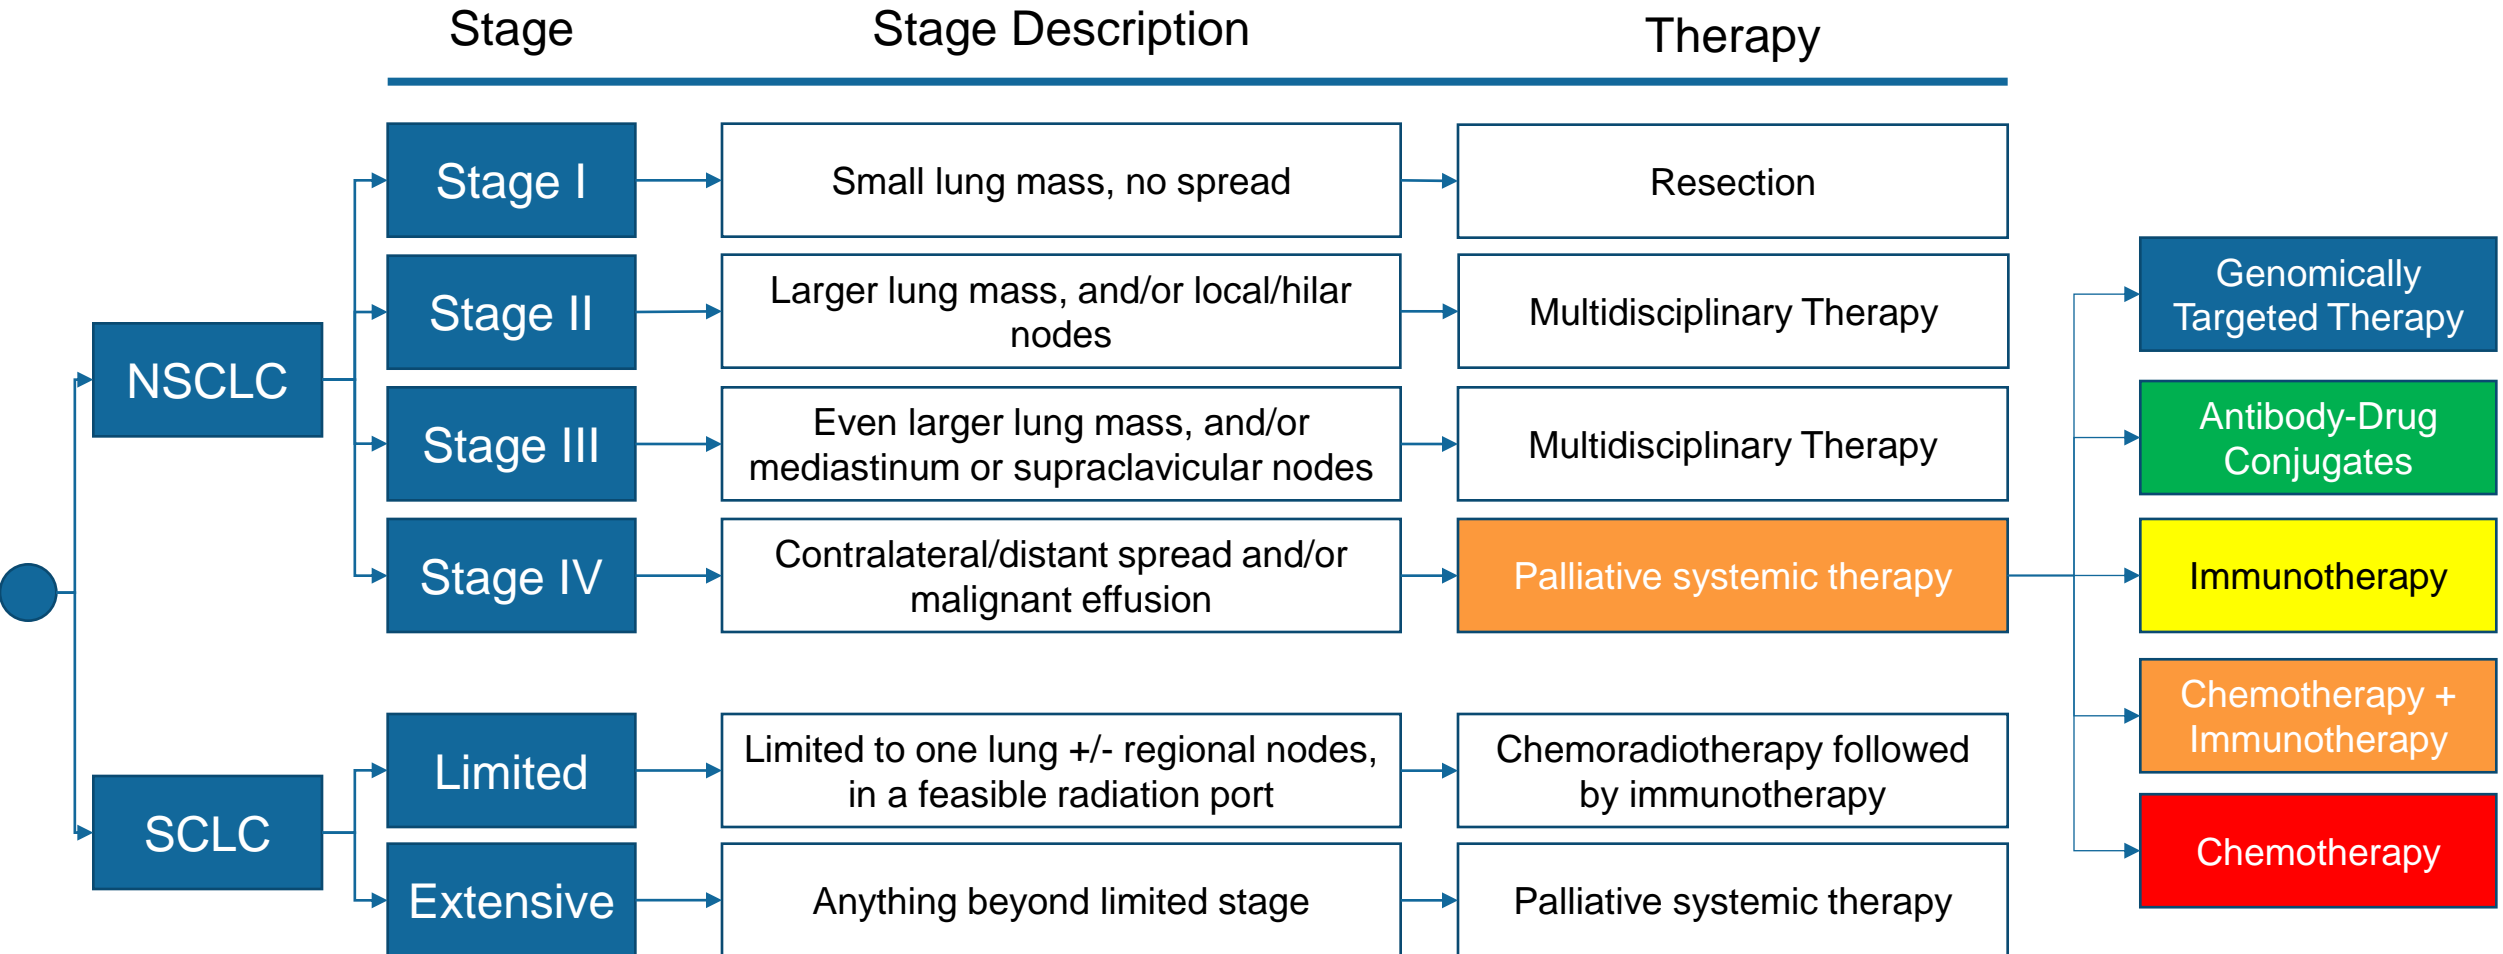 Stage
Stage Description
Therapy
NSCLC
Stage I
Small lung mass, no spread
Resection
Stage II
Larger lung mass, and/or local/hilar
nodes
Multidisciplinary Therapy
Stage III
Even larger lung mass, and/or
mediastinum or supraclavicular nodes
Multidisciplinary Therapy
Stage IV
Contralateral/distant spread and/or
malignant effusion
Palliative systemic therapy
Genomically
Targeted Therapy
Antibody-Drug
Conjugates
Immunotherapy
Chemotherapy +
Immunotherapy
Chemotherapy
SCLC
Limited
Limited to one lung +/- regional nodes,
in a feasible radiation port
Chemoradiotherapy followed
by immunotherapy
Extensive
Anything beyond limited stage
Palliative systemic therapy